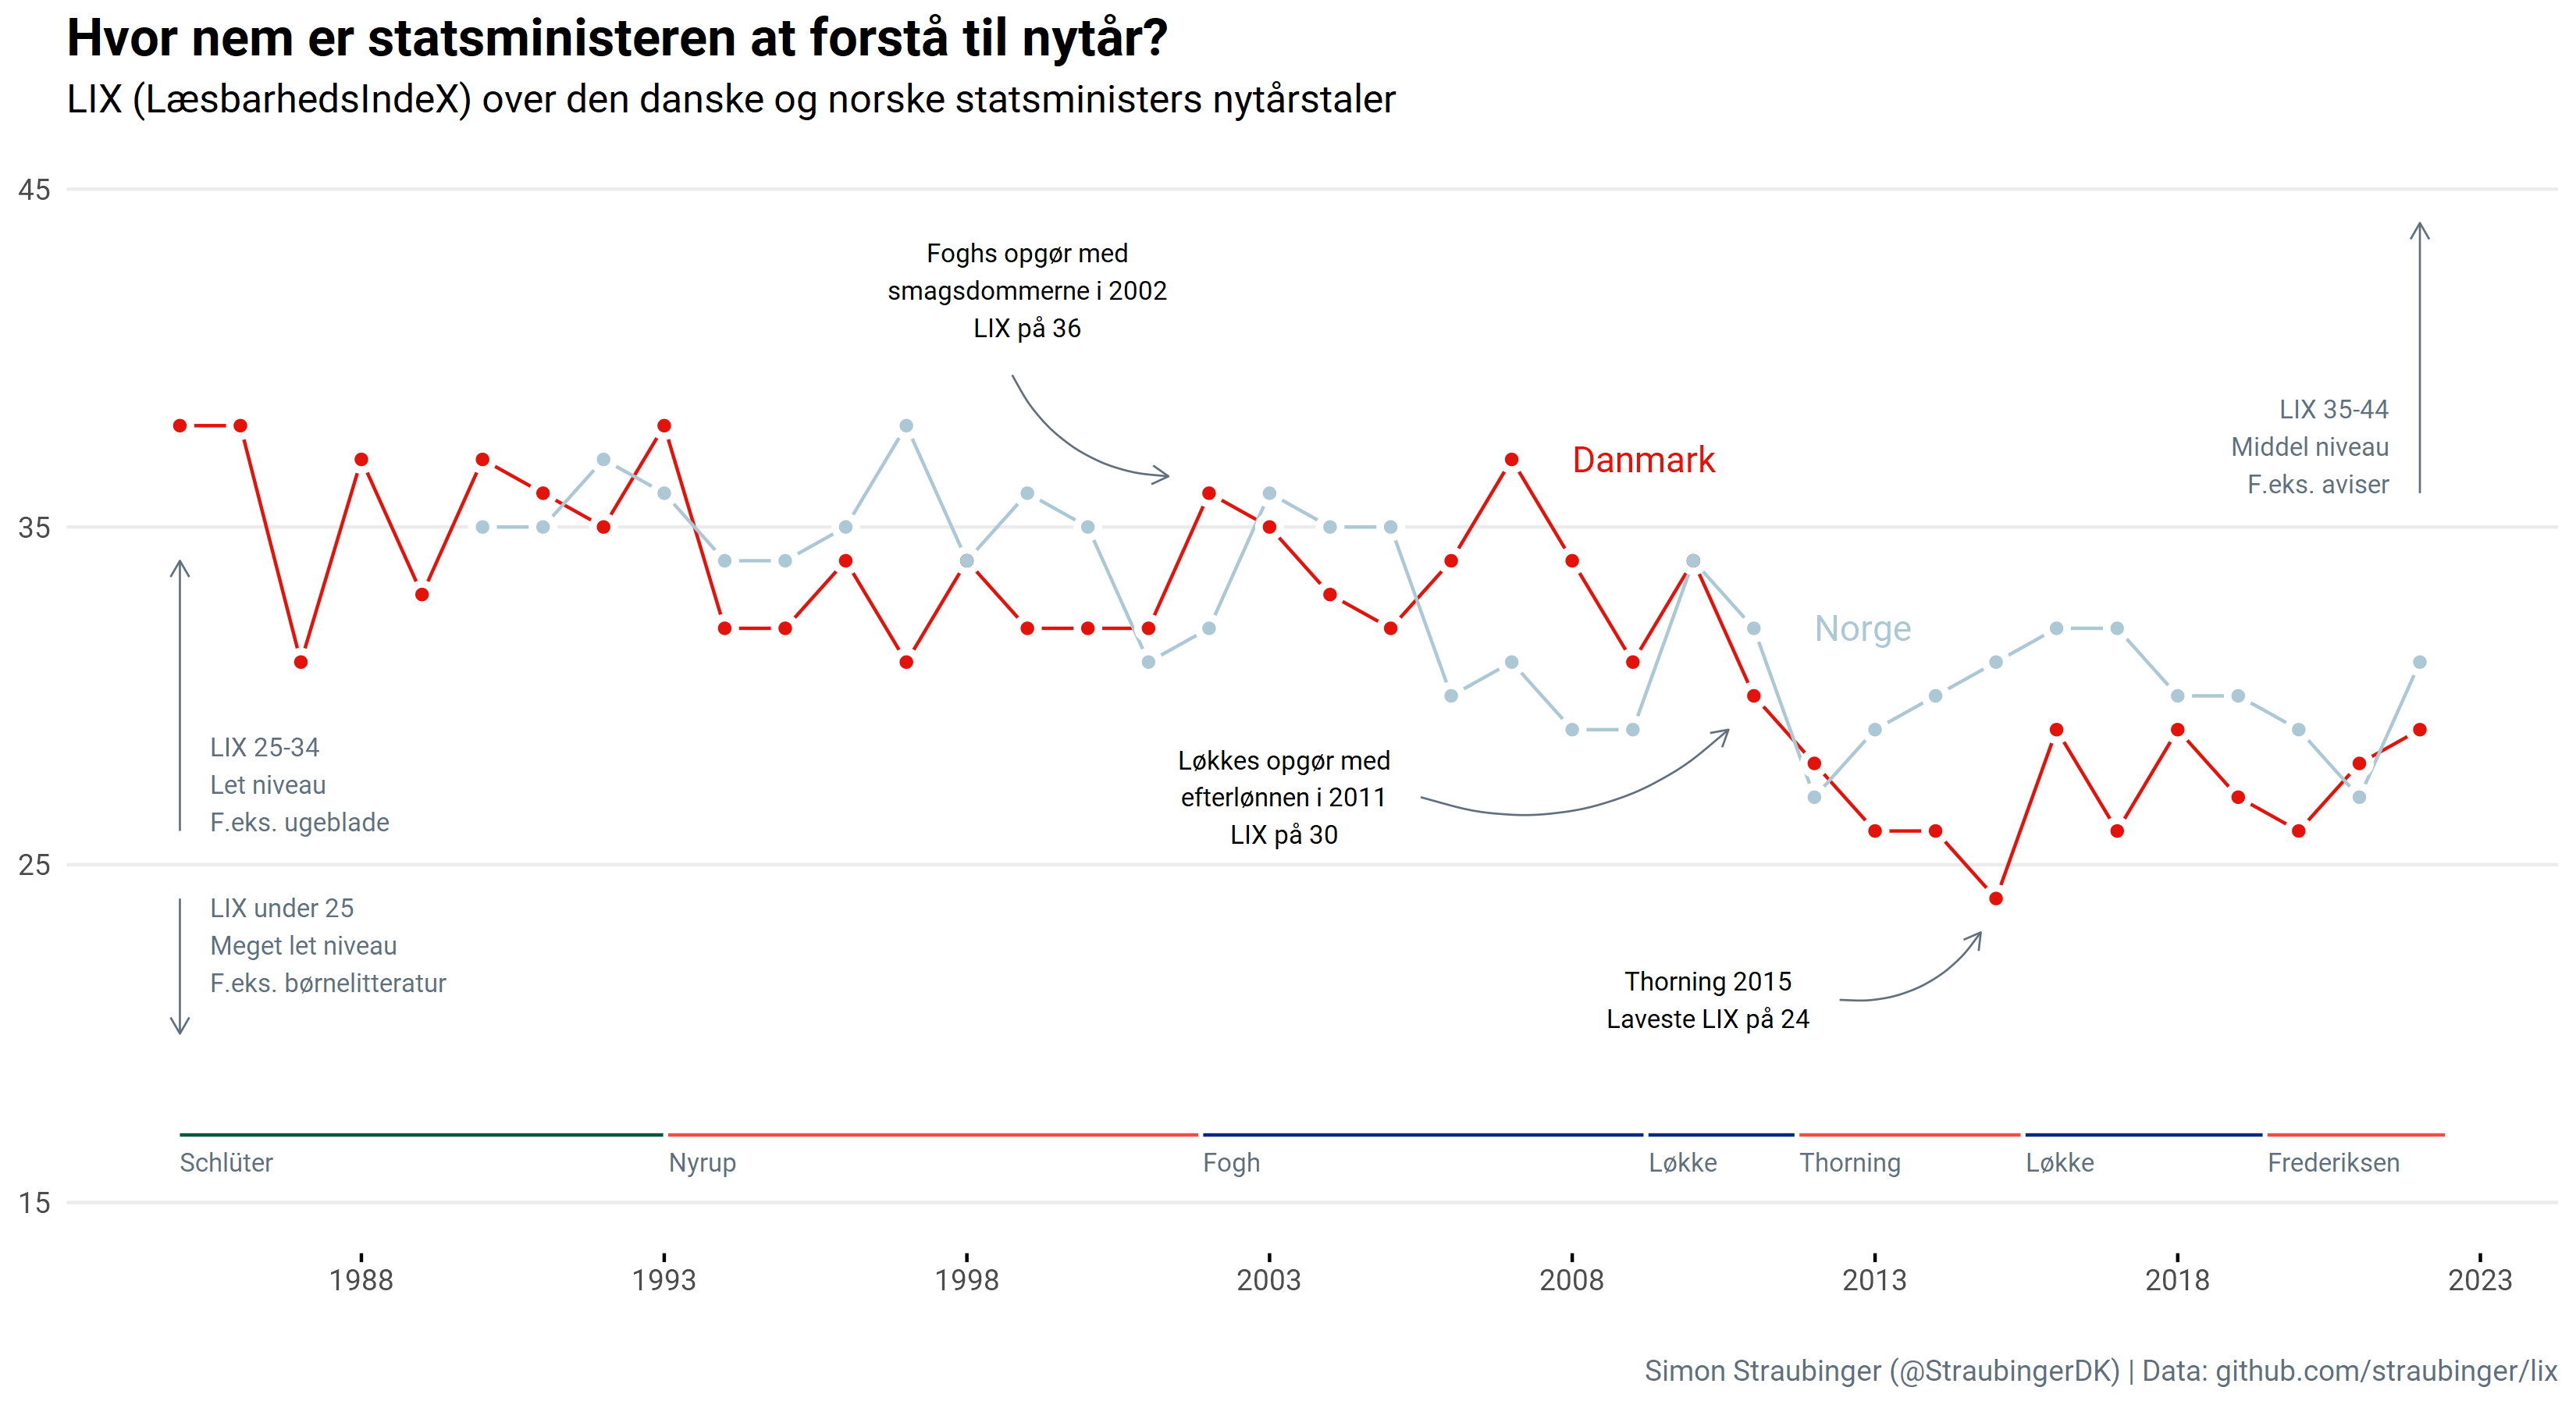 Hvor nem er statsministeren at forstå til nytår?
LIX (LæsbarhedsIndeX) over den danske og norske statsministers nytårstaler
45
Foghs opgør med
smagsdommerne i 2002
LIX på 36
LIX 35-44
Middel niveau
F.eks. aviser
Danmark
35
Norge
LIX 25-34
Let niveau
F.eks. ugeblade
Løkkes opgør med
efterlønnen i 2011
LIX på 30
25
LIX under 25
Meget let niveau
F.eks. børnelitteratur
Thorning 2015
Laveste LIX på 24
Schlüter Nyrup Fogh Løkke Thorning Løkke Frederiksen
15
1988 1993 1998 2003 2008 2013 2018 2023
Simon Straubinger (@StraubingerDK) | Data: github.com/straubinger/lix